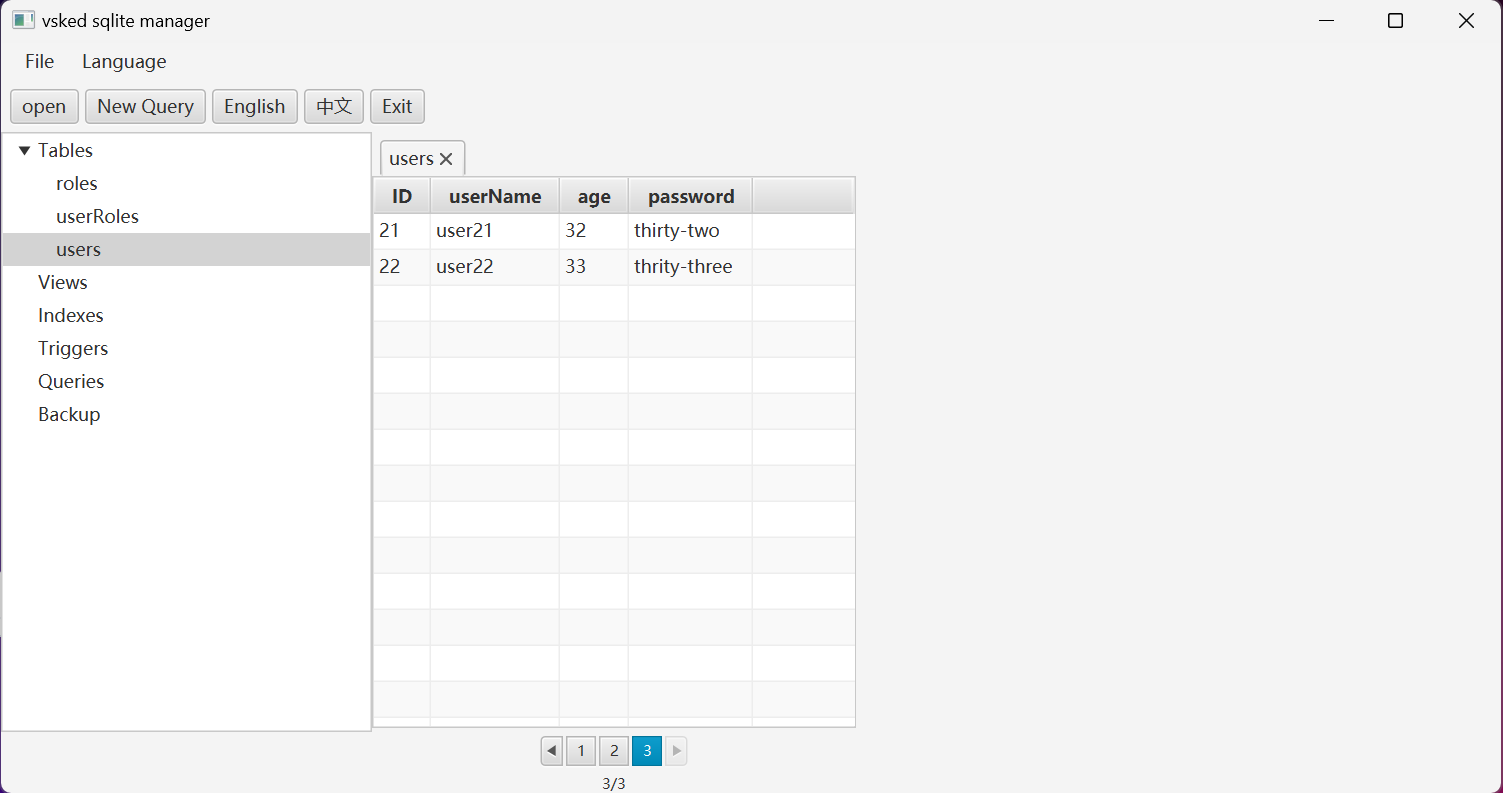 vsked sqlite manager
File Language
open New Query English 中文 Exit
Tables
roles
userRoles
users
Views
Indexes
Triggers
Queries
Backup
users
ID userName age password
21 user21 32 thirty-two
22 user22 33 thrity-three
1 2 3
3/3